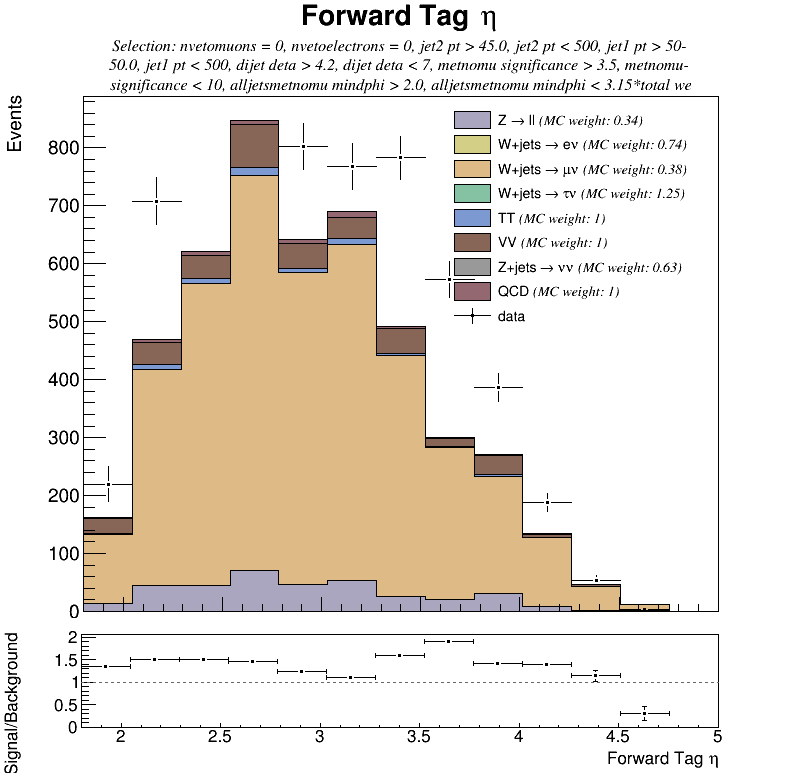 Forward Tag η
Selection: nvetomuons = 0, nvetoelectrons = 0, jet2 pt > 45.0, jet2 pt < 500, jet1 pt > 50-
50.0, jet1 pt < 500, dijet deta > 4.2, dijet deta < 7, metnomu significance > 3.5, metnomu-
significance < 10, alljetsmetnomu mindphi > 2.0, alljetsmetnomu mindphi < 3.15*total we
Events
800
700
600
500
400
300
200
100
0
Z → ll (MC weight: 0.34)
W+jets → eν (MC weight: 0.74)
W+jets → μν (MC weight: 0.38)
W+jets → τν (MC weight: 1.25)
TT (MC weight: 1)
VV (MC weight: 1)
Z+jets → νν (MC weight: 0.63)
QCD (MC weight: 1)
data
Signal/Background
2
1.5
1
0.5
0
2 2.5 3 3.5 4 4.5 5
Forward Tag η